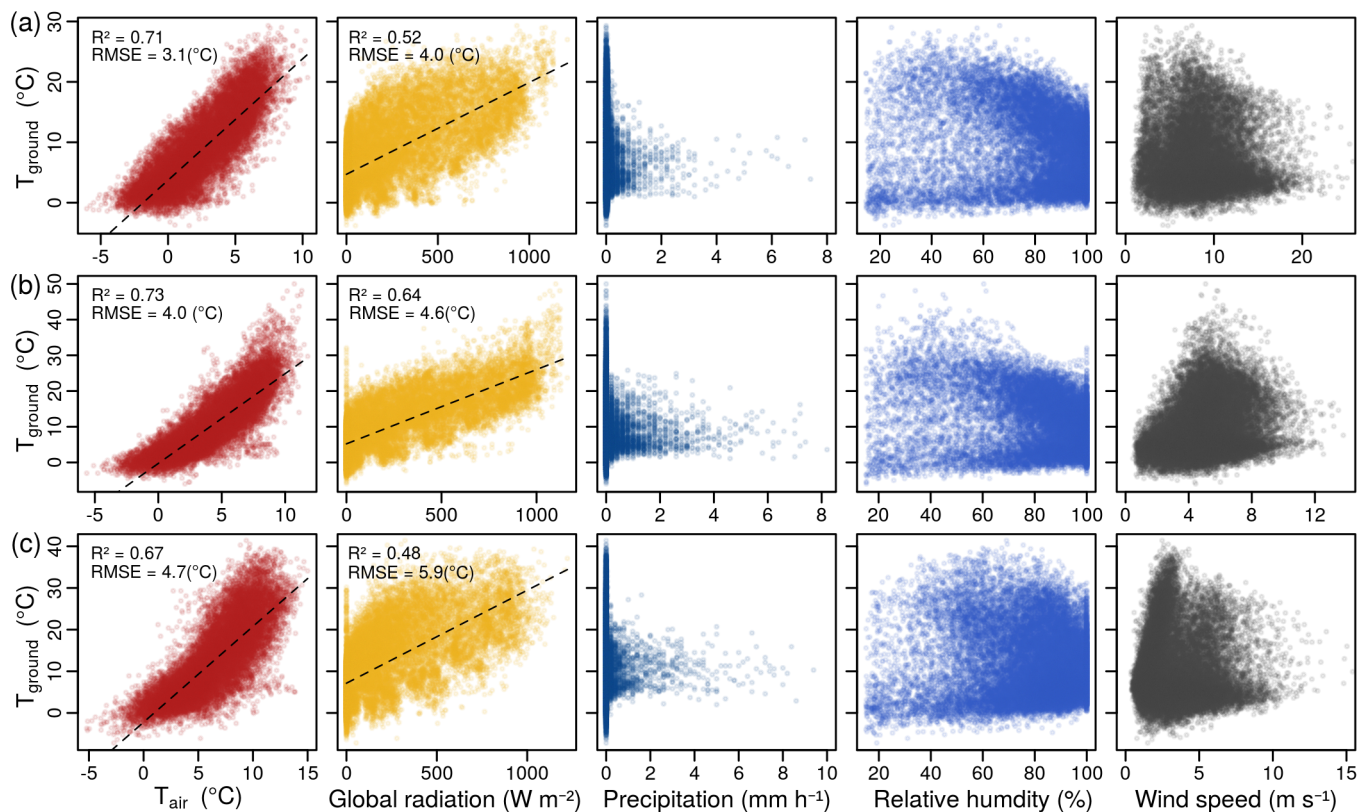 (a)
T_ground (°C)
0 10 20 30
R² = 0.71
RMSE = 3.1(°C)
-5 0 5 10
R² = 0.52
RMSE = 4.0 (°C)
0 500 1000
0 2 4 6 8
20 40 60 80 100
0 10 20
(b)
T_ground (°C)
0 10 20 30 40 50
R² = 0.73
RMSE = 4.0 (°C)
-5 0 5 10
R² = 0.64
RMSE = 4.6(°C)
0 500 1000
0 2 4 6 8
20 40 60 80 100
0 4 8 12
(c)
T_ground (°C)
0 10 20 30 40
R² = 0.67
RMSE = 4.7(°C)
-5 0 5 10 15
T_air (°C)
R² = 0.48
RMSE = 5.9(°C)
0 500 1000
Global radiation (W m⁻²)
0 2 4 6 8 10
Precipitation (mm h⁻¹)
20 40 60 80 100
Relative humdity (%)
0 5 10 15
Wind speed (m s⁻¹)